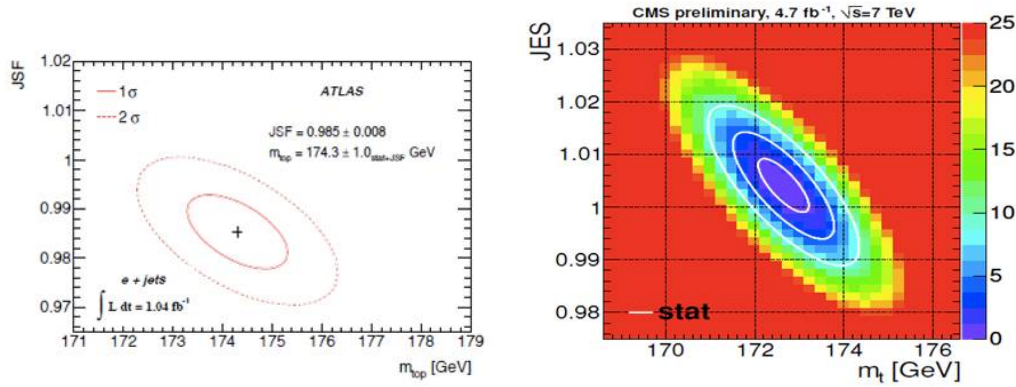 JSF
1.02
1.01
1
0.99
0.98
0.97
1σ
2σ
ATLAS
JSF = 0.985 ± 0.008
m_top = 174.3 ± 1.0_stat+JSF GeV
e + jets
∫ L dt = 1.04 fb⁻¹
171 172 173 174 175 176 177 178 179
m_top [GeV]
CMS preliminary, 4.7 fb⁻¹, √s=7 TeV
JES
1.03
1.02
1.01
1
0.99
0.98
stat
170 172 174 176
m_t [GeV]
25
20
15
10
5
0